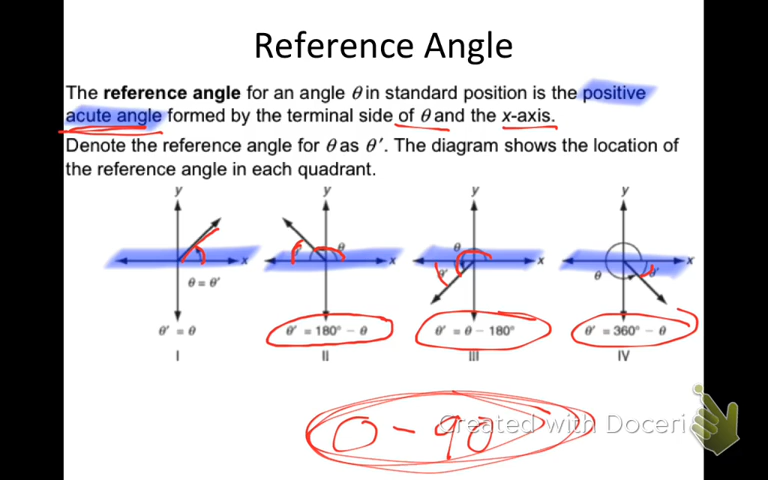 Reference Angle
The reference angle for an angle θ in standard position is the positive
acute angle formed by the terminal side of θ and the x-axis.
Denote the reference angle for θ as θ′. The diagram shows the location of
the reference angle in each quadrant.
y y y y
x x x x
θ θ θ′ θ′
θ = θ′ θ
θ′ = θ θ′ = 180° − θ θ′ = θ − 180° θ′ = 360° − θ
I II III IV
0 - 90
Created with Doceri